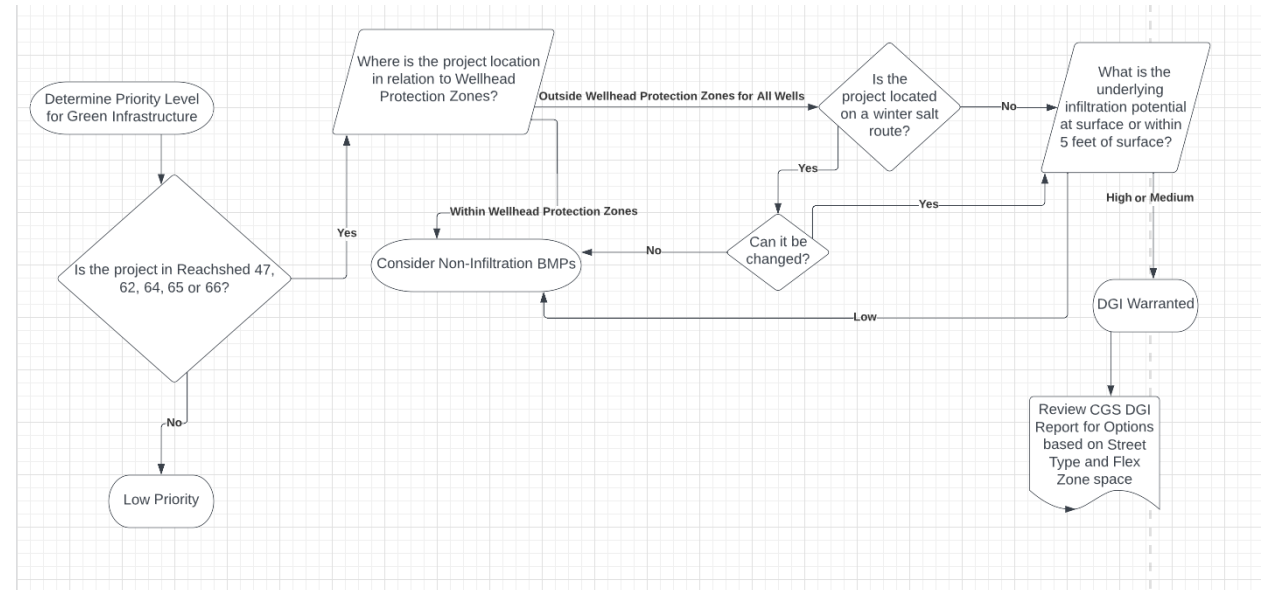 Determine Priority Level
for Green Infrastructure
Is the project in Reachshed 47,
62, 64, 65 or 66?
No
Low Priority
Yes
Where is the project location
in relation to Wellhead
Protection Zones?
Outside Wellhead Protection Zones for All Wells
Within Wellhead Protection Zones
Consider Non-Infiltration BMPs
Is the
project located
on a winter salt
route?
Yes
Can it be
changed?
No
Yes
No
What is the
underlying
infiltration potential
at surface or within
5 feet of surface?
Low
High or Medium
DGI Warranted
Review CGS DGI
Report for Options
based on Street
Type and Flex
Zone space